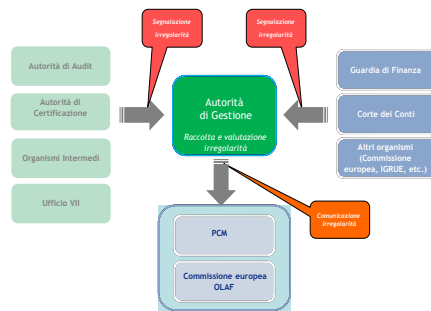 Segnalazione
Irregolarità
Segnalazione
Irregolarità
Autorità di Audit
Autorità di
Certificazione
Organismi Intermedi
Ufficio VII
Autorità
di Gestione
Raccolta e valutazione
Irregolarità
Guardia di Finanza
Corte dei Conti
Altri organismi
(Commissione
europea, IGRUE, etc.)
Comunicazione
Irregolarità
PCM
Commissione europea
OLAF